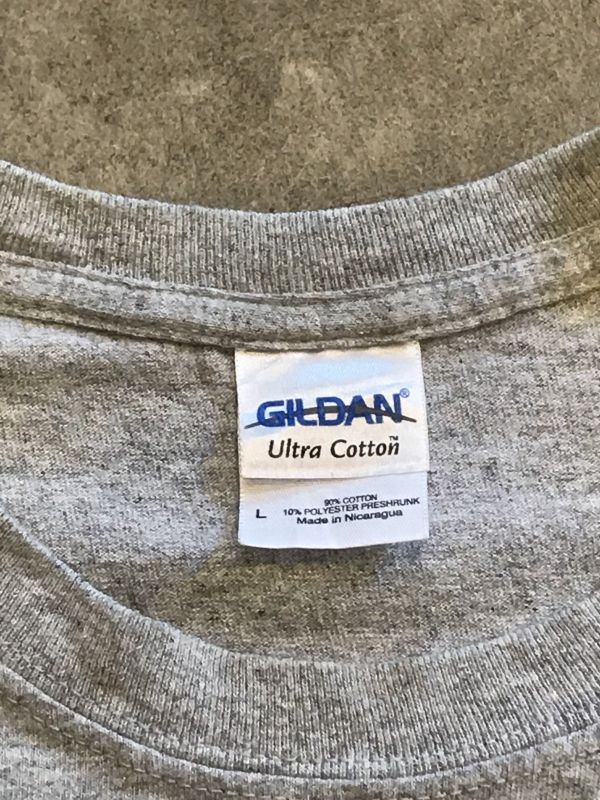 GILDAN®
Ultra Cotton™
L
90% COTTON
10% POLYESTER PRESHRUNK
Made in Nicaragua